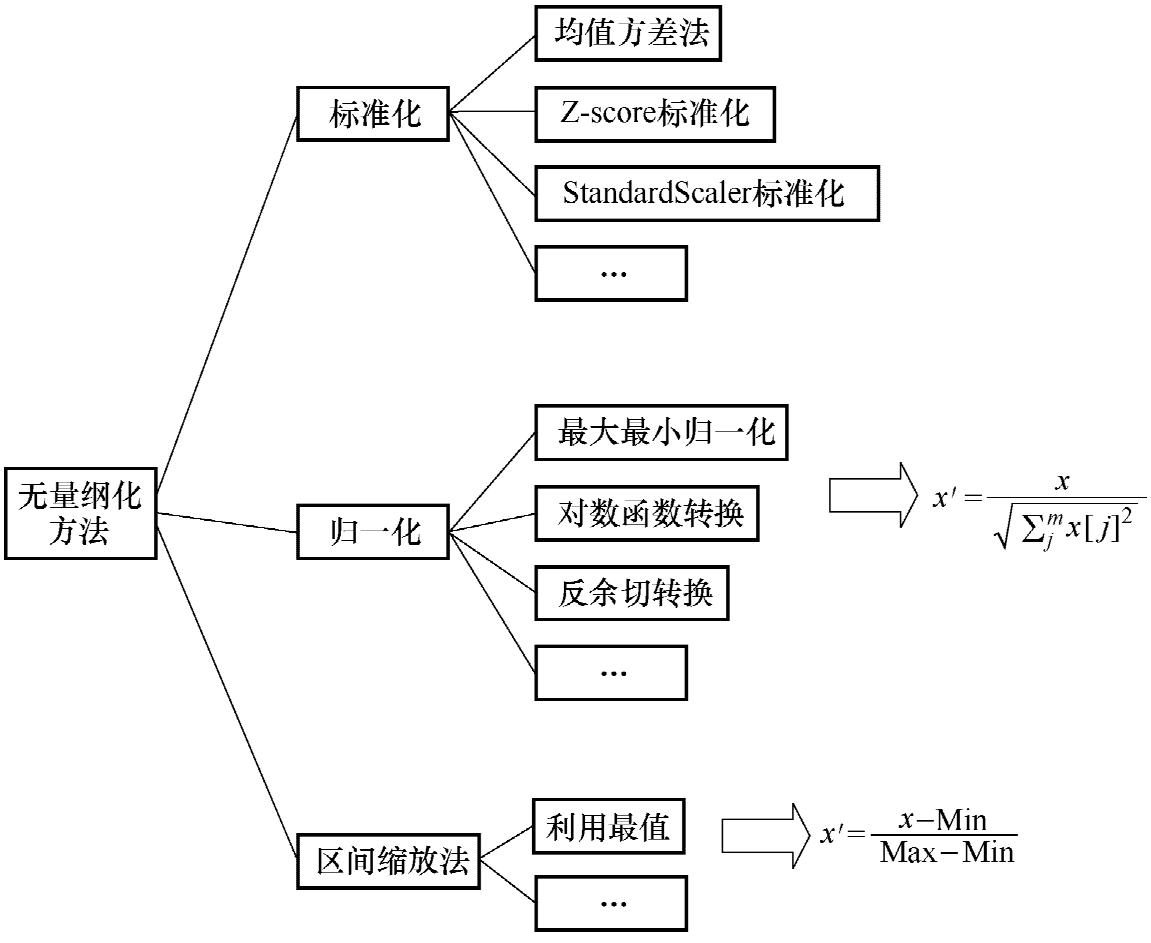 均值方差法
标准化
Z-score标准化
StandardScaler标准化
…
最大最小归一化
无量纲化
方法
归一化
对数函数转换
x′=x/√∑_j^m x[j]²
反余切转换
…
区间缩放法
利用最值
x′=x−Min/Max−Min
…